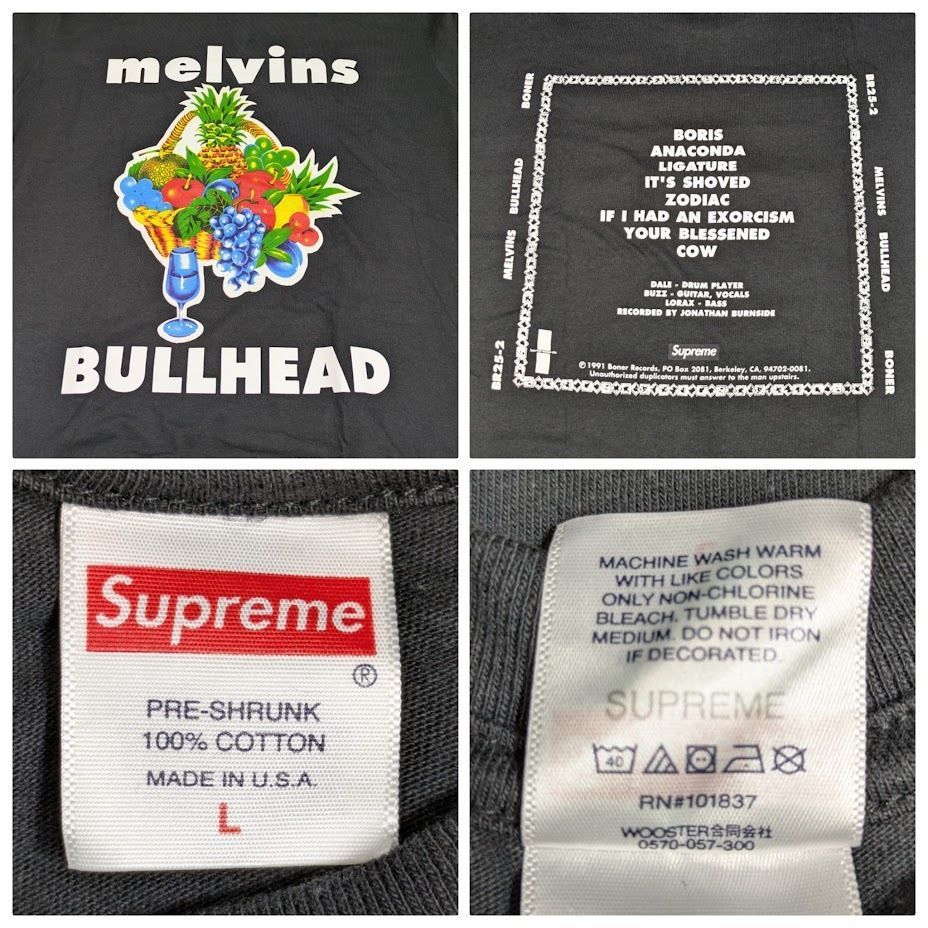 melvins
BULLHEAD
BONER
MELVINS BULLHEAD
BR25-2
BORIS
ANACONDA
LIGATURE
IT'S SHOVED
ZODIAC
IF I HAD AN EXORCISM
YOUR BLESSENED
COW
DALE - DRUM PLAYER
BUZZ - GUITAR, VOCALS
LORAX - BASS
RECORDED BY JONATHAN BURNSIDE
Supreme
©1991 Boner Records, PO Box 2081, Berkeley, CA, 94702-0081.
Unauthorized duplicators must answer to the man upstairs.
BR25-2
MELVINS BULLHEAD
BONER
Supreme
®
PRE-SHRUNK
100% COTTON
MADE IN U.S.A.
L
MACHINE WASH WARM
WITH LIKE COLORS
ONLY NON-CHLORINE
BLEACH. TUMBLE DRY
MEDIUM. DO NOT IRON
IF DECORATED.
SUPREME
40
RN#101837
WOOSTER合同会社
0570-057-300